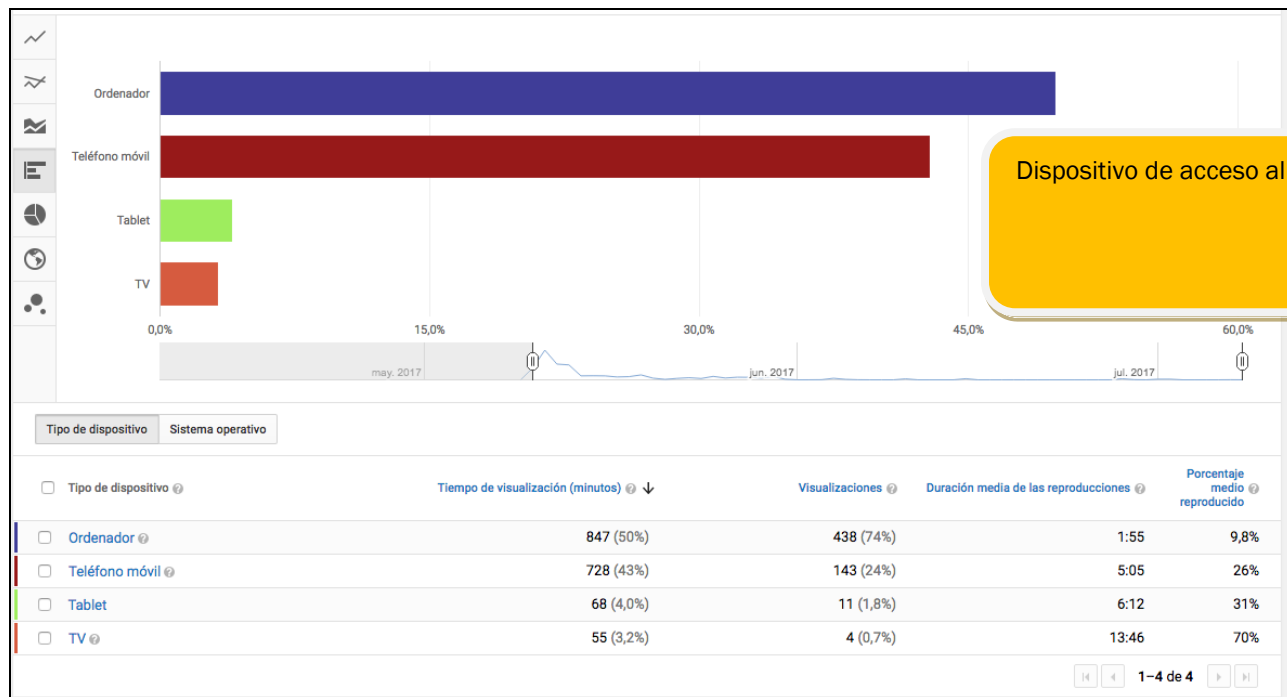 Ordenador
Teléfono móvil
Dispositivo de acceso al
Tablet
TV
0,0% 15,0% 30,0% 45,0% 60,0%
may. 2017 jun. 2017 jul. 2017
Tipo de dispositivo Sistema operativo
Tipo de dispositivo Tiempo de visualización (minutos) Visualizaciones Duración media de las reproducciones Porcentaje medio reproducido
Ordenador 847 (50%) 438 (74%) 1:55 9,8%
Teléfono móvil 728 (43%) 143 (24%) 5:05 26%
Tablet 68 (4,0%) 11 (1,8%) 6:12 31%
TV 55 (3,2%) 4 (0,7%) 13:46 70%
1–4 de 4